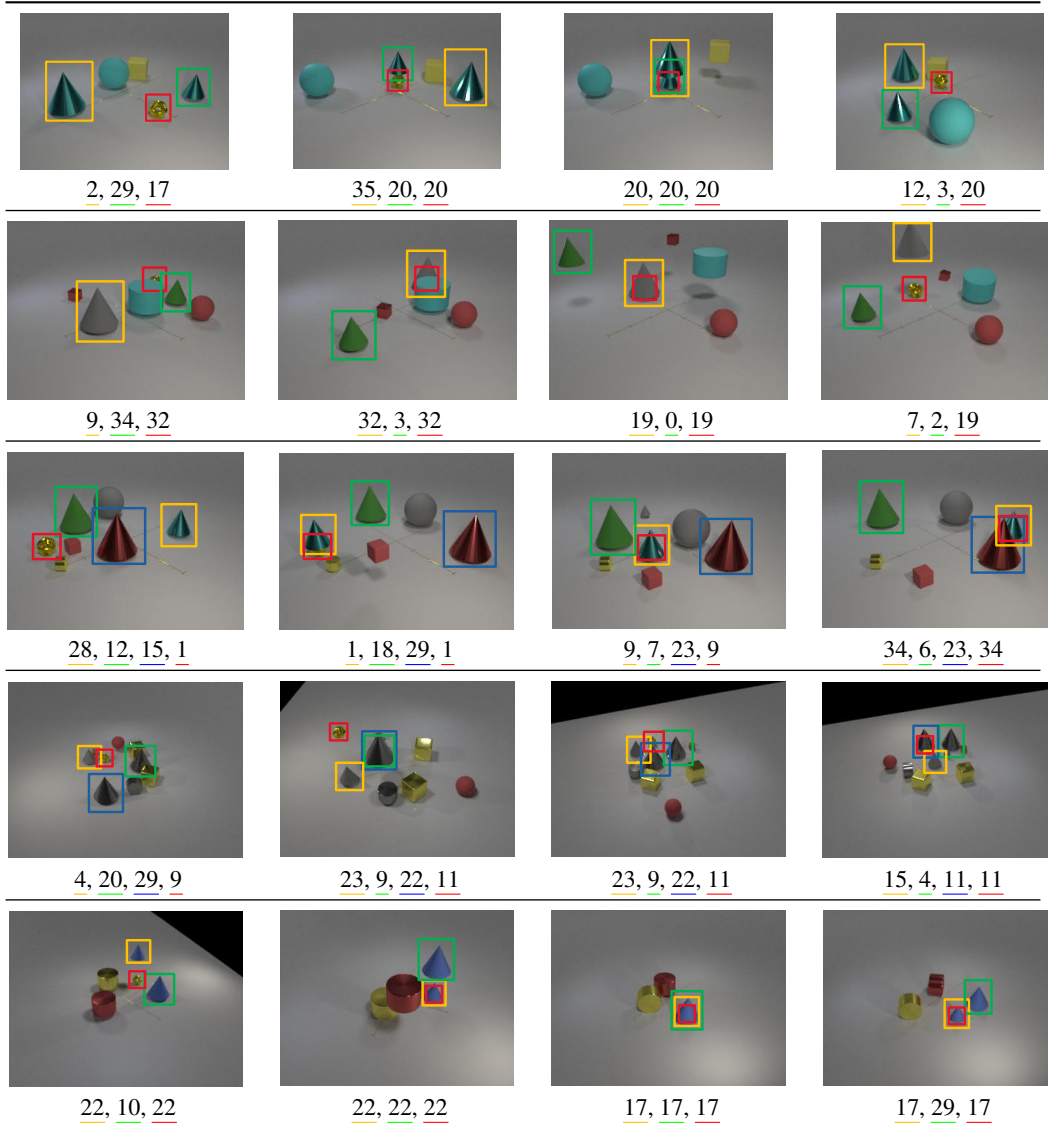 2, 29, 17
35, 20, 20
20, 20, 20
12, 3, 20
9, 34, 32
32, 3, 32
19, 0, 19
7, 2, 19
28, 12, 15, 1
1, 18, 29, 1
9, 7, 23, 9
34, 6, 23, 34
4, 20, 29, 9
23, 9, 22, 11
23, 9, 22, 11
15, 4, 11, 11
22, 10, 22
22, 22, 22
17, 17, 17
17, 29, 17